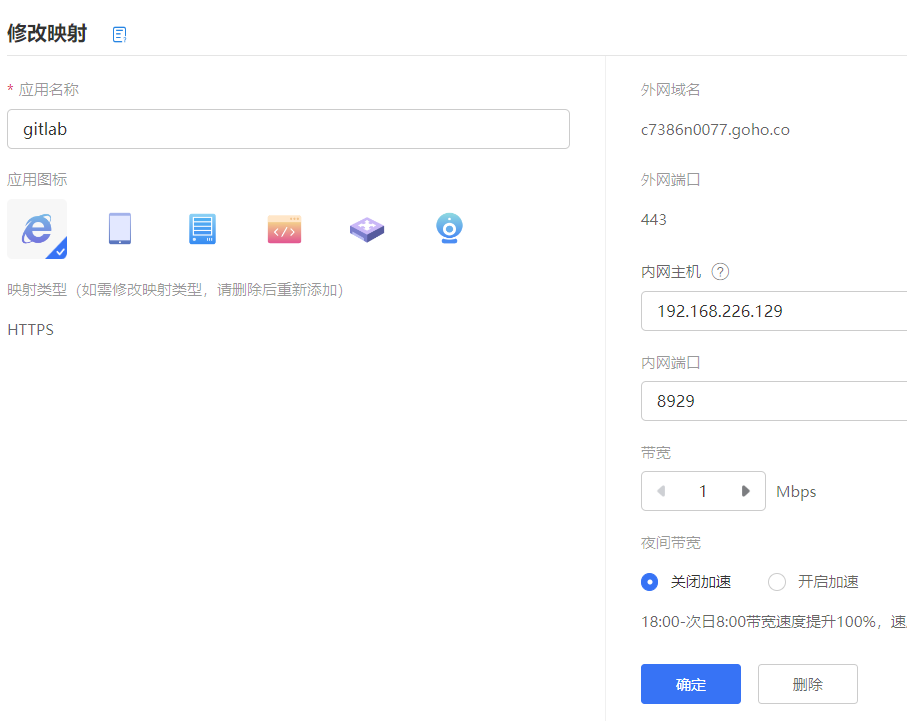 修改映射
* 应用名称
gitlab
应用图标
映射类型（如需修改映射类型，请删除后重新添加）
HTTPS
外网域名
c7386n0077.goho.co
外网端口
443
内网主机 ?
192.168.226.129
内网端口
8929
带宽
1 Mbps
夜间带宽
关闭加速 开启加速
18:00-次日8:00带宽速度提升100%，速
确定 删除